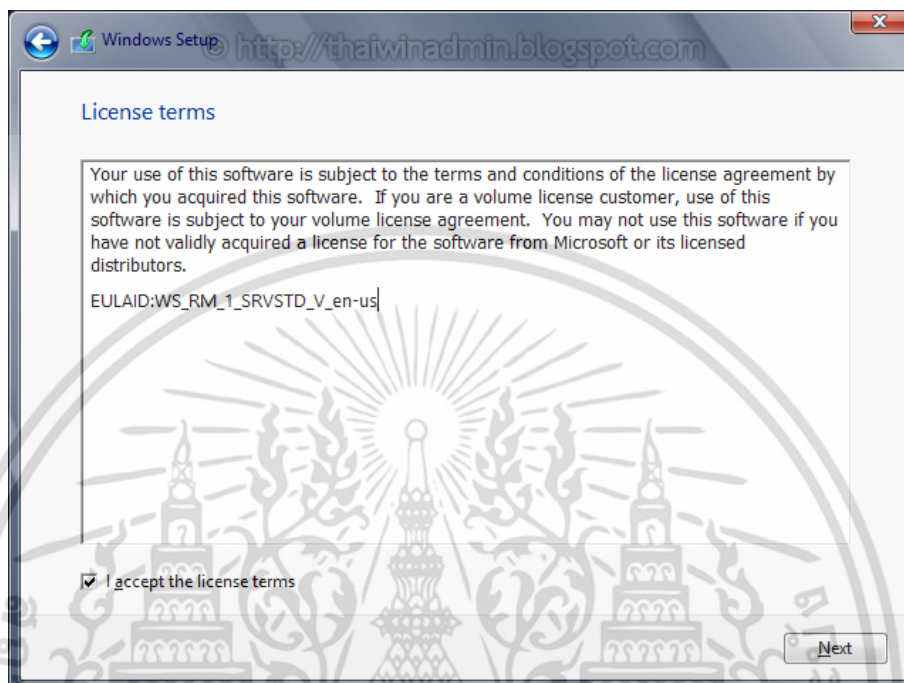 Windows Setup
© http://thaiwinadmin.blogspot.com
License terms
Your use of this software is subject to the terms and conditions of the license agreement by
which you acquired this software.  If you are a volume license customer, use of this
software is subject to your volume license agreement.  You may not use this software if you
have not validly acquired a license for the software from Microsoft or its licensed
distributors.
EULAID:WS_RM_1_SRVSTD_V_en-us
I accept the license terms
Next